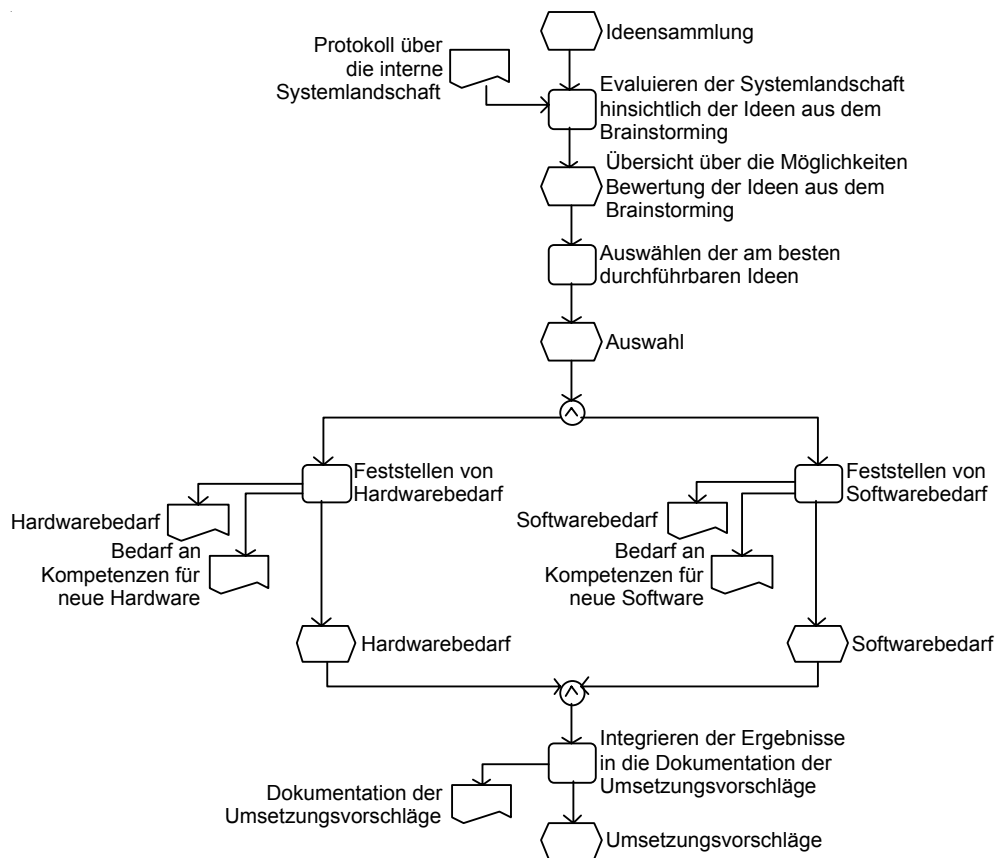 Ideensammlung
Protokoll über
die interne
Systemlandschaft
Evaluieren der Systemlandschaft
hinsichtlich der Ideen aus dem
Brainstorming
Übersicht über die Möglichkeiten
Bewertung der Ideen aus dem
Brainstorming
Auswählen der am besten
durchführbaren Ideen
Auswahl
Feststellen von
Hardwarebedarf
Hardwarebedarf
Bedarf an
Kompetenzen für
neue Hardware
Feststellen von
Softwarebedarf
Softwarebedarf
Bedarf an
Kompetenzen für
neue Software
Hardwarebedarf
Softwarebedarf
Integrieren der Ergebnisse
in die Dokumentation der
Umsetzungsvorschläge
Dokumentation der
Umsetzungsvorschläge
Umsetzungsvorschläge